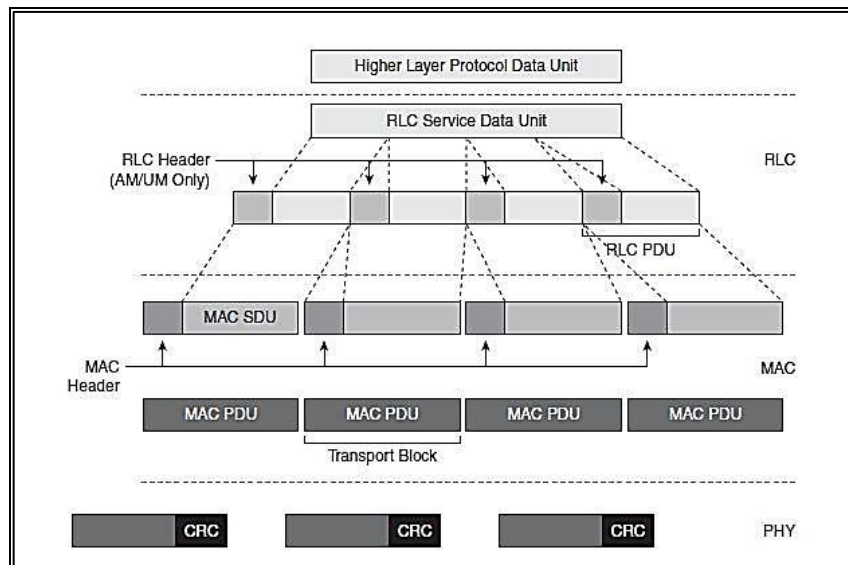 Higher Layer Protocol Data Unit
RLC Service Data Unit
RLC Header
(AM/UM Only)
RLC
RLC PDU
MAC SDU
MAC
Header
MAC
MAC PDU
MAC PDU
MAC PDU
MAC PDU
Transport Block
CRC
CRC
CRC
PHY